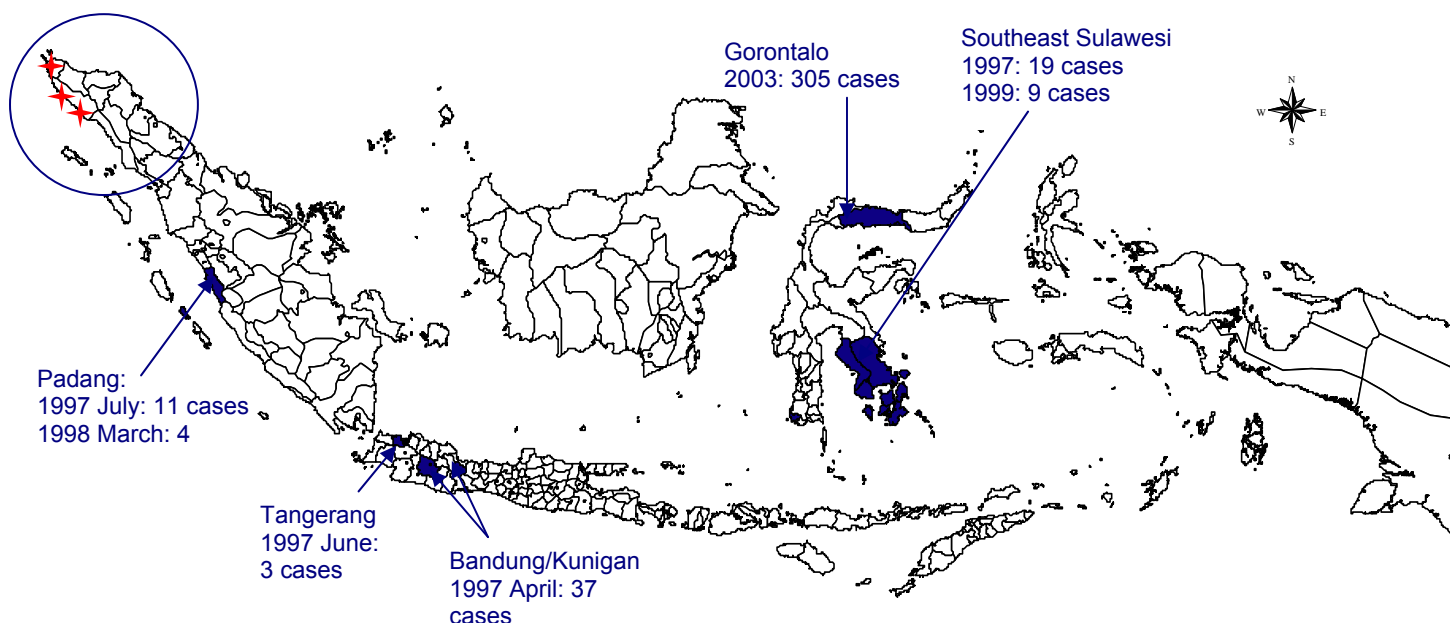 Gorontalo
2003: 305 cases
Southeast Sulawesi
1997: 19 cases
1999: 9 cases
N
W
E
S
Padang:
1997 July: 11 cases
1998 March: 4
Tangerang
1997 June:
3 cases
Bandung/Kunigan
1997 April: 37
cases